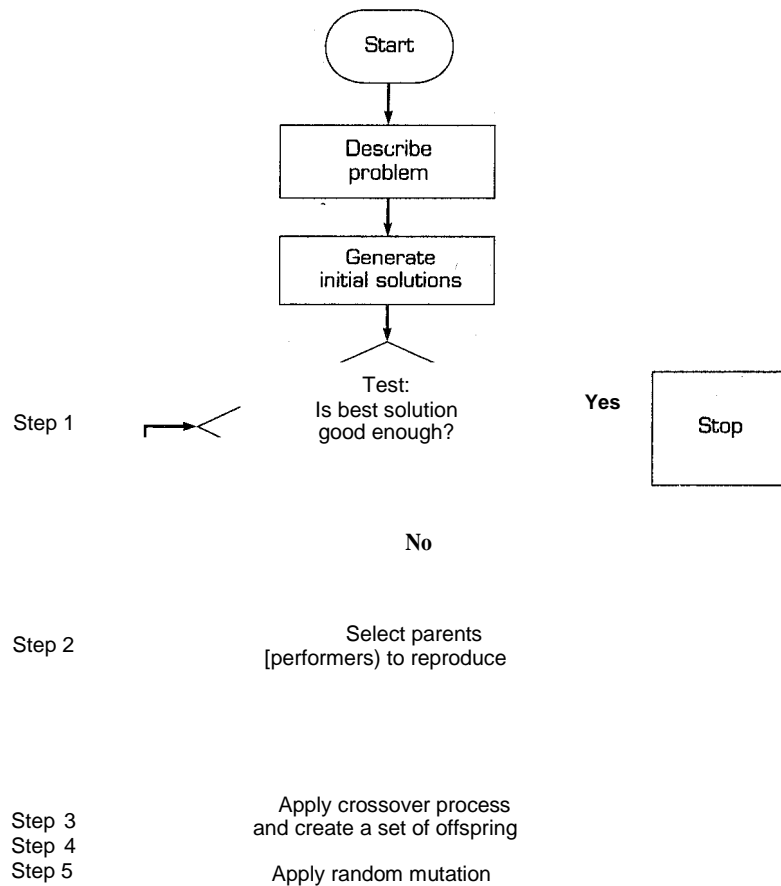 Start
Describe
problem
Generate
initial solutions
Test:
Step 1
Is best solution
good enough?
Yes
Stop
No
Step 2
Select parents
[performers) to reproduce
Step 3
Apply crossover process
and create a set of offspring
Step 4
Step 5
Apply random mutation